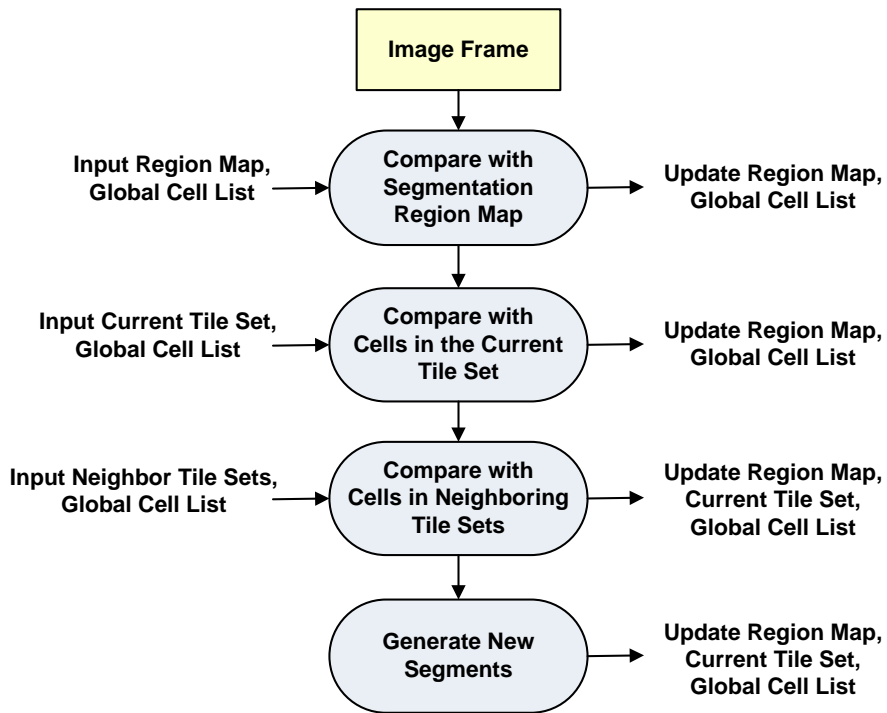 Image Frame
Input Region Map,
Global Cell List
Compare with
Segmentation
Region Map
Update Region Map,
Global Cell List
Input Current Tile Set,
Global Cell List
Compare with
Cells in the Current
Tile Set
Update Region Map,
Global Cell List
Input Neighbor Tile Sets,
Global Cell List
Compare with
Cells in Neighboring
Tile Sets
Update Region Map,
Current Tile Set,
Global Cell List
Generate New
Segments
Update Region Map,
Current Tile Set,
Global Cell List